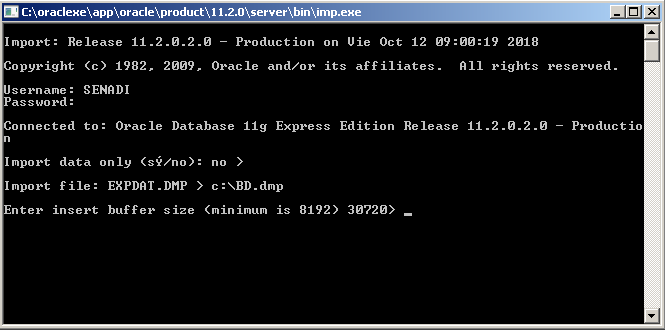 C:\oraclexe\app\oracle\product\11.2.0\server\bin\imp.exe
Import: Release 11.2.0.2.0 - Production on Vie Oct 12 09:00:19 2018
Copyright (c) 1982, 2009, Oracle and/or its affiliates.  All rights reserved.
Username: SENADI
Password:
Connected to: Oracle Database 11g Express Edition Release 11.2.0.2.0 - Productio
n
Import data only (sÝ/no): no >
Import file: EXPDAT.DMP > c:\BD.dmp
Enter insert buffer size (minimum is 8192) 30720> _